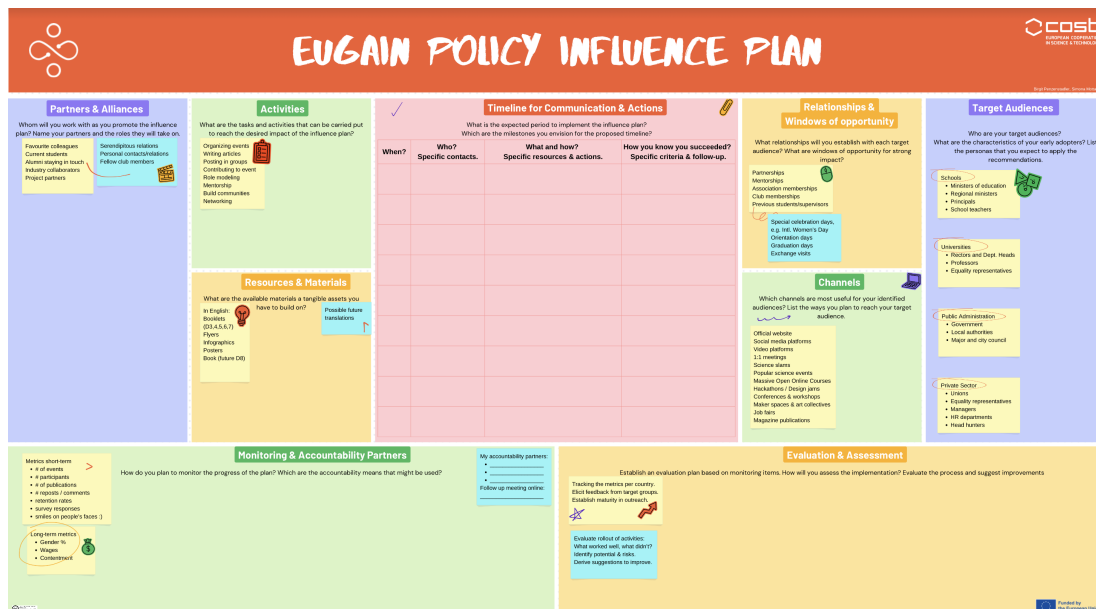 EUGAIN POLICY INFLUENCE PLAN
cost
EUROPEAN COOPERATION
IN SCIENCE & TECHNOLOGY
Partners & Alliances
Whom will you work with as you promote the influence
plan? Name your partners and the roles they will take on.
Favourite colleagues
Current students
Alumni staying in touch
Industry collaborators
Project partners
Serendipitous relations
Personal contacts/relations
Fellow club members
Activities
What are the tasks and activities that can be carried put
to reach the desired impact of the influence plan?
Organizing events
Writing articles
Posting in groups
Contributing to event
Role modeling
Mentorship
Build communities
Networking
Resources & Materials
What are the available materials a tangible assets you
have to build on?
In English:
Booklets
(D3,4,5,6,7)
Flyers
Infographics
Posters
Book (future D8)
Possible future
translations
Timeline for Communication & Actions
What is the expected period to implement the influence plan?
Which are the milestones you envision for the proposed timeline?
When?
Who?
Specific contacts.
What and how?
Specific resources & actions.
How you know you succeeded?
Specific criteria & follow-up.
Relationships &
Windows of opportunity
What relationships will you establish with each target
audience? What are windows of opportunity for strong
impact?
Partnerships
Mentorships
Association memberships
Club memberships
Previous students/supervisors
Special celebration days,
e.g. Intl. Women's Day
Orientation days
Graduation days
Exchange visits
Channels
Which channels are most useful for your identified
audiences? List the ways you plan to reach your target
audience.
Official website
Social media platforms
Video platforms
1:1 meetings
Science slams
Popular science events
Massive Open Online Courses
Hackathons / Design jams
Conferences & workshops
Maker spaces & art collectives
Job fairs
Magazine publications
Target Audiences
Who are your target audiences?
What are the characteristics of your early adopters? List
the personas that you expect to apply the
recommendations.
Schools
• Ministers of education
• Regional ministers
• Principals
• School teachers
Universities
• Rectors and Dept. Heads
• Professors
• Equality representatives
Public Administration
• Government
• Local authorities
• Major and city council
Private Sector
• Unions
• Equality representatives
• Managers
• HR departments
• Head hunters
Monitoring & Accountability Partners
How do you plan to monitor the progress of the plan? Which are the accountability means that might be used?
Metrics short-term
• # of events
• # participants
• # of publications
• # reposts / comments
• retention rates
• survey responses
• smiles on people's faces :)
Long-term metrics
• Gender %
• Wages
• Contentment
My accountability partners:
Follow up meeting online:
Evaluation & Assessment
Establish an evaluation plan based on monitoring items. How will you assess the implementation? Evaluate the process and suggest improvements
Tracking the metrics per country.
Elicit feedback from target groups.
Establish maturity in outreach.
Evaluate rollout of activities:
What worked well, what didn't?
Identify potential & risks.
Derive suggestions to improve.
Funded by